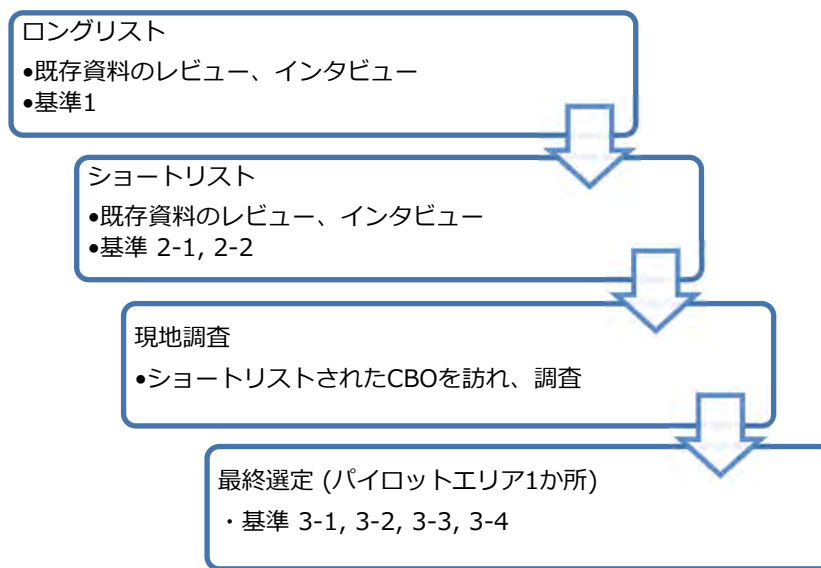 ロングリスト
•既存資料のレビュー、インタビュー
•基準1
ショートリスト
•既存資料のレビュー、インタビュー
•基準 2-1, 2-2
現地調査
•ショートリストされたCBOを訪れ、調査
最終選定 (パイロットエリア1か所)
・基準 3-1, 3-2, 3-3, 3-4